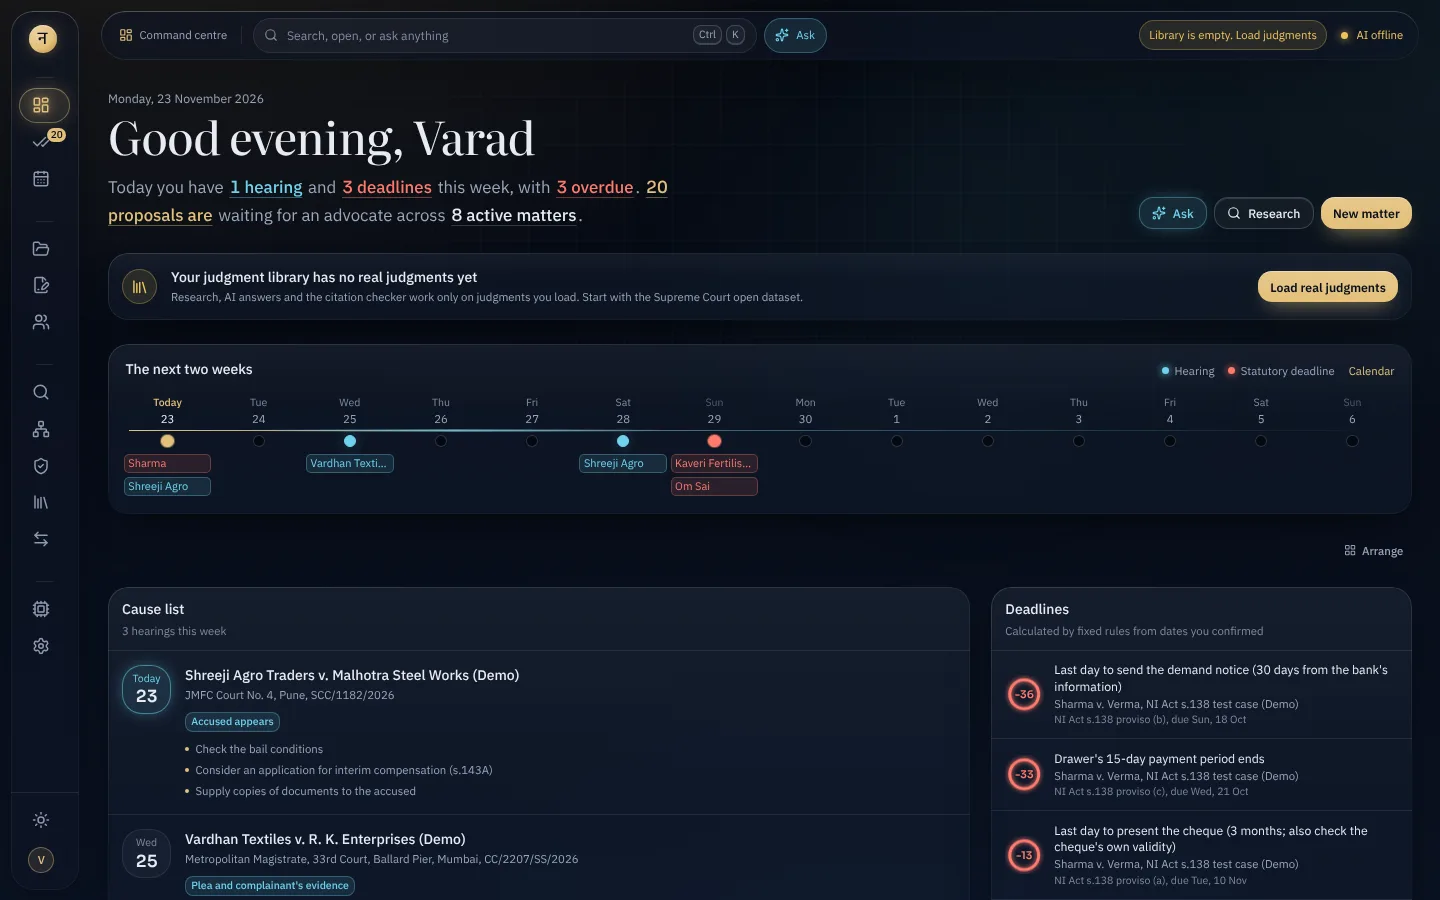 न
Command centre
Search, open, or ask anything
Ctrl K
Ask
Library is empty. Load judgments
AI offline
20
Monday, 23 November 2026
Good evening, Varad
Today you have 1 hearing and 3 deadlines this week, with 3 overdue. 20
proposals are waiting for an advocate across 8 active matters.
Ask
Research
New matter
Your judgment library has no real judgments yet
Research, AI answers and the citation checker work only on judgments you load. Start with the Supreme Court open dataset.
Load real judgments
The next two weeks
Hearing
Statutory deadline
Calendar
Today Tue Wed Thu Fri Sat Sun Mon Tue Wed Thu Fri Sat Sun
23 24 25 26 27 28 29 30 1 2 3 4 5 6
Sharma
Vardhan Texti...
Shreeji Agro
Kaveri Fertilis...
Shreeji Agro
Om Sai
Arrange
Cause list
3 hearings this week
Today
23
Shreeji Agro Traders v. Malhotra Steel Works (Demo)
JMFC Court No. 4, Pune, SCC/1182/2026
Accused appears
Check the bail conditions
Consider an application for interim compensation (s.143A)
Supply copies of documents to the accused
Wed
25
Vardhan Textiles v. R. K. Enterprises (Demo)
Metropolitan Magistrate, 33rd Court, Ballard Pier, Mumbai, CC/2207/SS/2026
Plea and complainant's evidence
Deadlines
Calculated by fixed rules from dates you confirmed
-36
Last day to send the demand notice (30 days from the bank's
information)
Sharma v. Verma, NI Act s.138 test case (Demo)
NI Act s.138 proviso (b), due Sun, 18 Oct
-33
Drawer's 15-day payment period ends
Sharma v. Verma, NI Act s.138 test case (Demo)
NI Act s.138 proviso (c), due Wed, 21 Oct
-13
Last day to present the cheque (3 months; also check the
cheque's own validity)
Sharma v. Verma, NI Act s.138 test case (Demo)
NI Act s.138 proviso (a), due Tue, 10 Nov
V